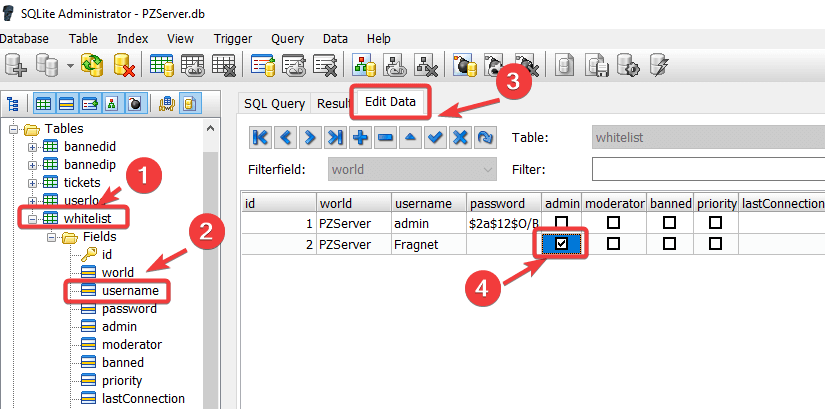 SQLite Administrator - PZServer.db
Database Table Index View Trigger Query Data Help
SQL Query Result Edit Data
3
Tables
bannedid
bannedip
tickets
userlog
whitelist
1
Fields
2
id
world
username
password
admin
moderator
banned
priority
lastConnection
Table: whitelist
Filterfield: world Filter:
id world username password admin moderator banned priority lastConnection
1 PZServer admin $2a$12$O/B
2 PZServer Fragnet
4